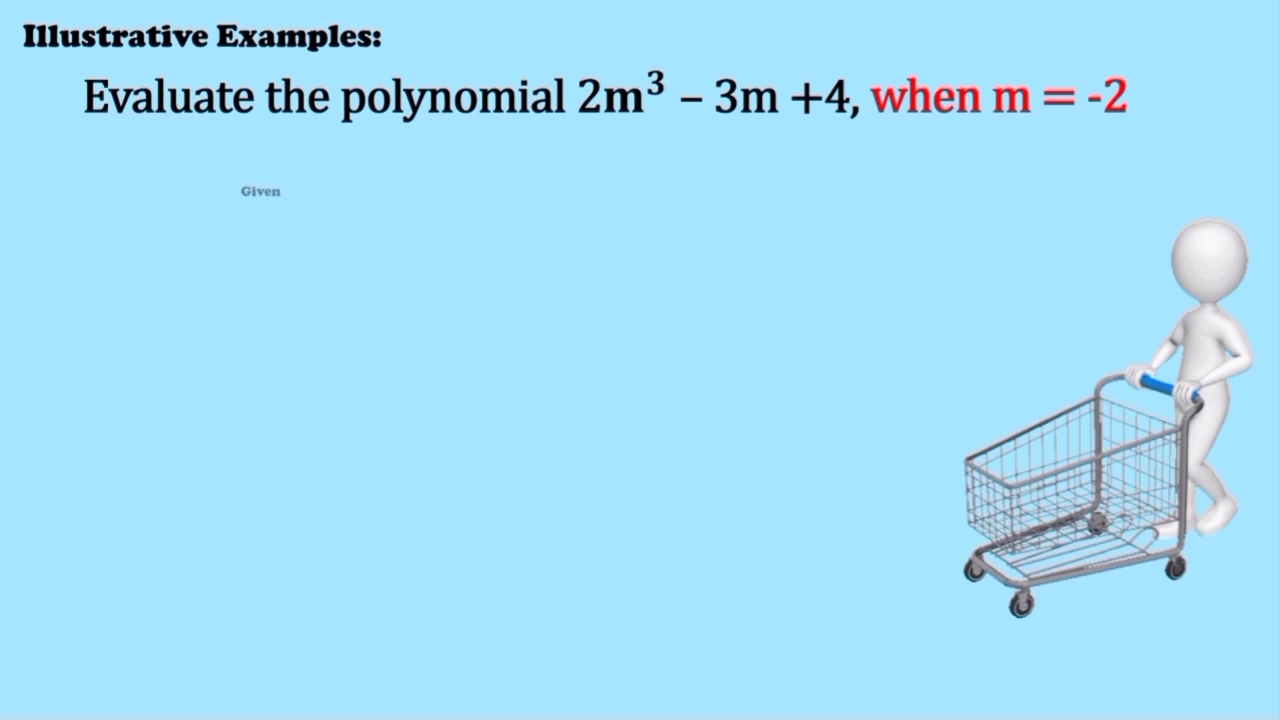 Illustrative Examples:
Evaluate the polynomial 2m³ – 3m +4, when m = -2
Given